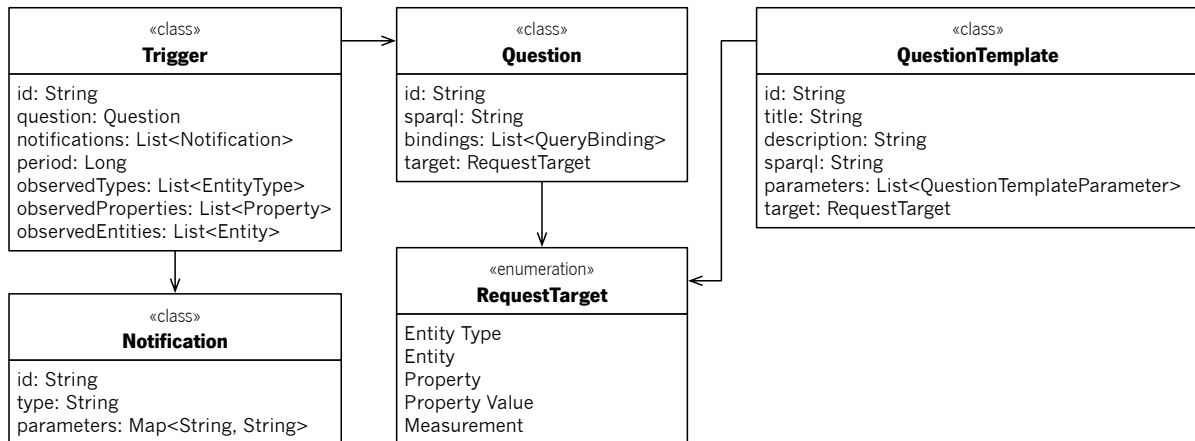 «class»
Trigger
id: String
question: Question
notifications: List<Notification>
period: Long
observedTypes: List<EntityType>
observedProperties: List<Property>
observedEntities: List<Entity>
«class»
Question
id: String
sparql: String
bindings: List<QueryBinding>
target: RequestTarget
«class»
QuestionTemplate
id: String
title: String
description: String
sparql: String
parameters: List<QuestionTemplateParameter>
target: RequestTarget
«class»
Notification
id: String
type: String
parameters: Map<String, String>
«enumeration»
RequestTarget
Entity Type
Entity
Property
Property Value
Measurement